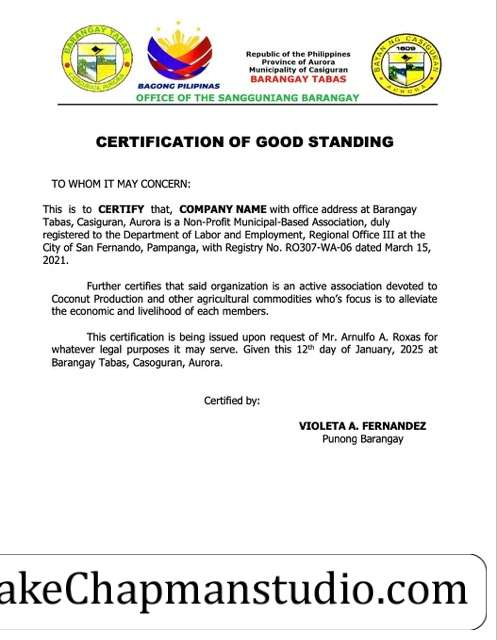 BARANGAY TABAS
CASIGURAN, AURORA
BAGONG PILIPINAS
Republic of the Philippines
Province of Aurora
Municipality of Casiguran
BARANGAY TABAS
BAYAN NG CASIGURAN
1609
AURORA
OFFICE OF THE SANGGUNIANG BARANGAY
CERTIFICATION OF GOOD STANDING
TO WHOM IT MAY CONCERN:
This is to CERTIFY that, COMPANY NAME with office address at Barangay
Tabas, Casiguran, Aurora is a Non-Profit Municipal-Based Association, duly
registered to the Department of Labor and Employment, Regional Office III at the
City of San Fernando, Pampanga, with Registry No. RO307-WA-06 dated March 15,
2021.
Further certifies that said organization is an active association devoted to
Coconut Production and other agricultural commodities who's focus is to alleviate
the economic and livelihood of each members.
This certification is being issued upon request of Mr. Arnulfo A. Roxas for
whatever legal purposes it may serve. Given this 12th day of January, 2025 at
Barangay Tabas, Casoguran, Aurora.
Certified by:
VIOLETA A. FERNANDEZ
Punong Barangay
akeChapmanstudio.com